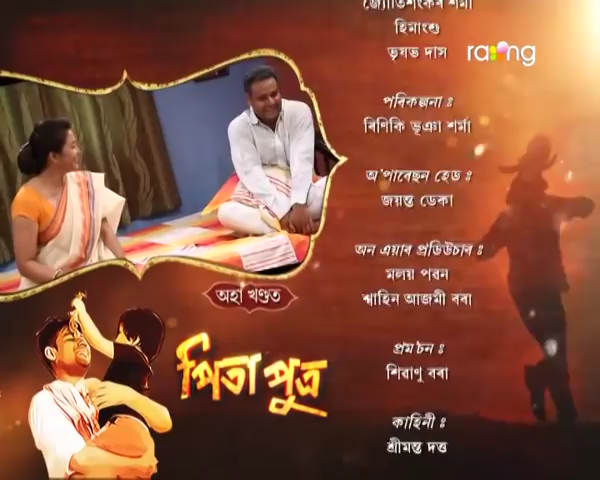 জ্যোতিশংকৰ শৰ্মা
হিমাংশু
ভৃযভ দাস
rang
পৰিকল্পনা :
ৰিণিকি ভূঞা শৰ্মা
অ'পাৰেছন হেড :
জয়ন্ত ডেকা
অন এয়াৰ প্ৰডিউচাৰ :
মলয় পৱন
শ্বাহিন আজমী বৰা
অহা খণ্ডত
প্ৰম'চন :
শিৱাণু বৰা
পিতা পুত্ৰ
কাহিনী :
শ্ৰীমন্ত দত্ত